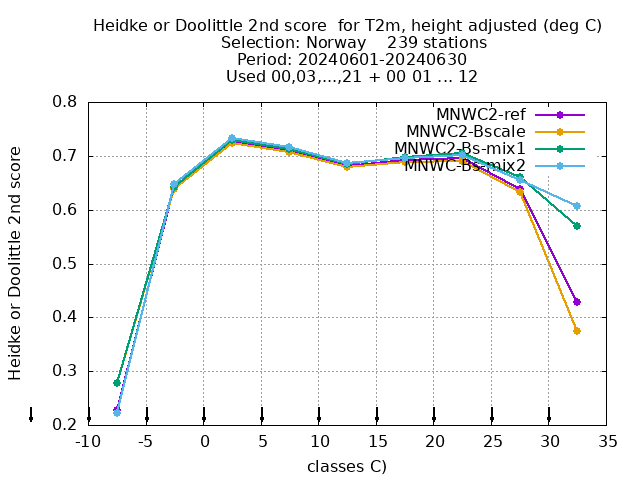 Heidke or Doolittle 2nd score  for T2m, height adjusted (deg C)
Selection: Norway    239 stations
Period: 20240601-20240630
Used 00,03,...,21 + 00 01 ... 12
MNWC2-ref
MNWC2-Bscale
MNWC2-Bs-mix1
MNWC-Bs-mix2
Heidke or Doolittle 2nd score
0.8
0.7
0.6
0.5
0.4
0.3
0.2
-10 -5 0 5 10 15 20 25 30 35
classes C)